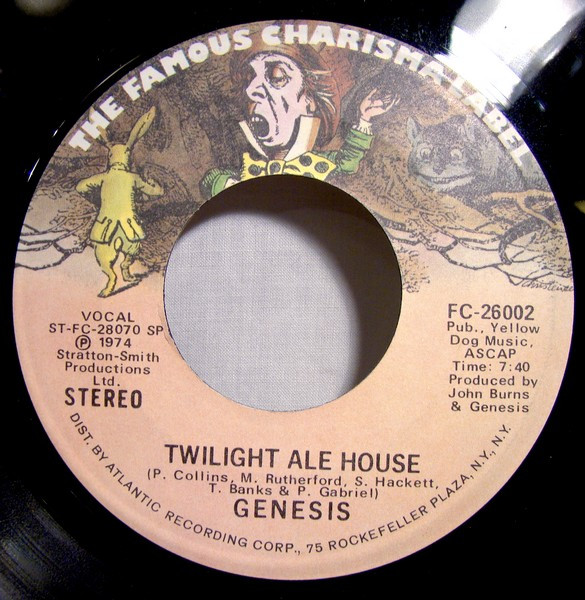 THE FAMOUS CHARISMA LABEL
VOCAL
ST-FC-28070 SP
Ⓟ 1974
Stratton-Smith
Productions
Ltd.
STEREO
FC-26002
Pub., Yellow
Dog Music,
ASCAP
Time: 7:40
Produced by
John Burns
& Genesis
TWILIGHT ALE HOUSE
(P. Collins, M. Rutherford, S. Hackett,
T. Banks & P. Gabriel)
GENESIS
DIST. BY ATLANTIC RECORDING CORP., 75 ROCKEFELLER PLAZA, N.Y., N.Y.